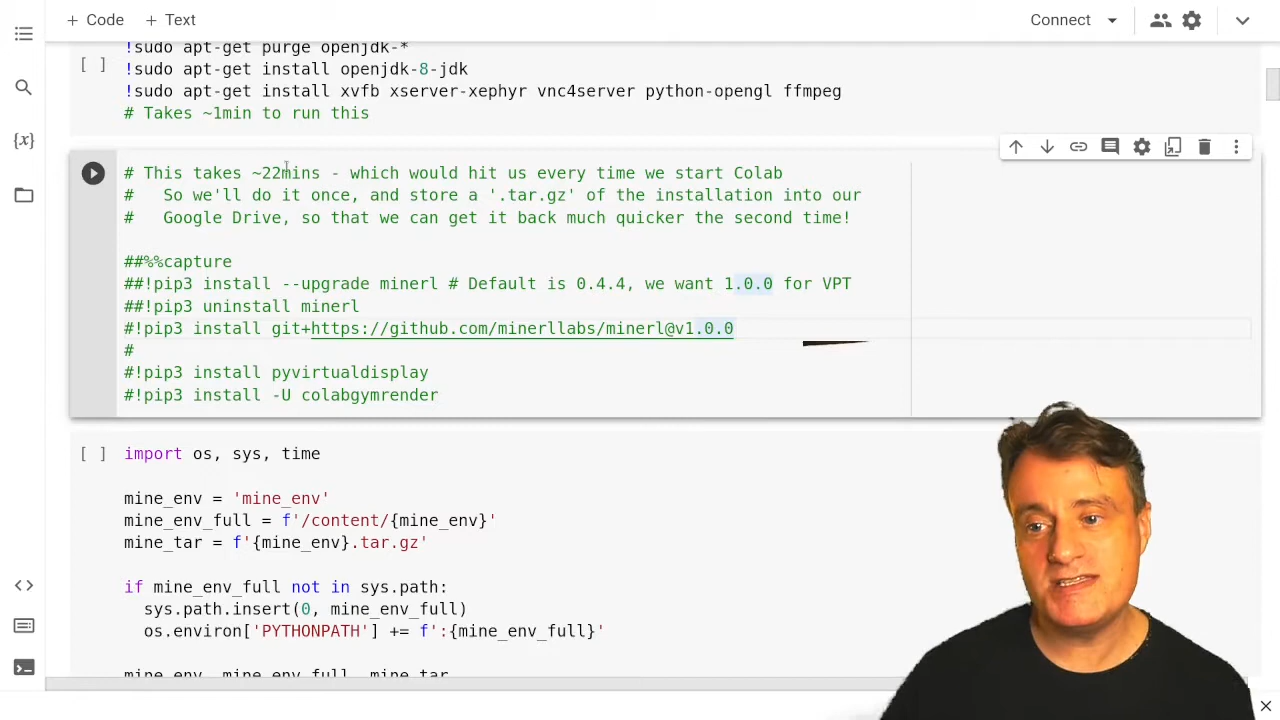 + Code + Text Connect
!sudo apt-get purge openjdk-*
[ ]
!sudo apt-get install openjdk-8-jdk
!sudo apt-get install xvfb xserver-xephyr vnc4server python-opengl ffmpeg
# Takes ~1min to run this
# This takes ~22mins - which would hit us every time we start Colab
#   So we'll do it once, and store a '.tar.gz' of the installation into our
#   Google Drive, so that we can get it back much quicker the second time!
##%%capture
##!pip3 install --upgrade minerl # Default is 0.4.4, we want 1.0.0 for VPT
##!pip3 uninstall minerl
#!pip3 install git+https://github.com/minerllabs/minerl@v1.0.0
#
#!pip3 install pyvirtualdisplay
#!pip3 install -U colabgymrender
[ ] import os, sys, time
mine_env = 'mine_env'
mine_env_full = f'/content/{mine_env}'
mine_tar = f'{mine_env}.tar.gz'
if mine_env_full not in sys.path:
  sys.path.insert(0, mine_env_full)
  os.environ['PYTHONPATH'] += f':{mine_env_full}'
mine_env, mine_env_full, mine_tar